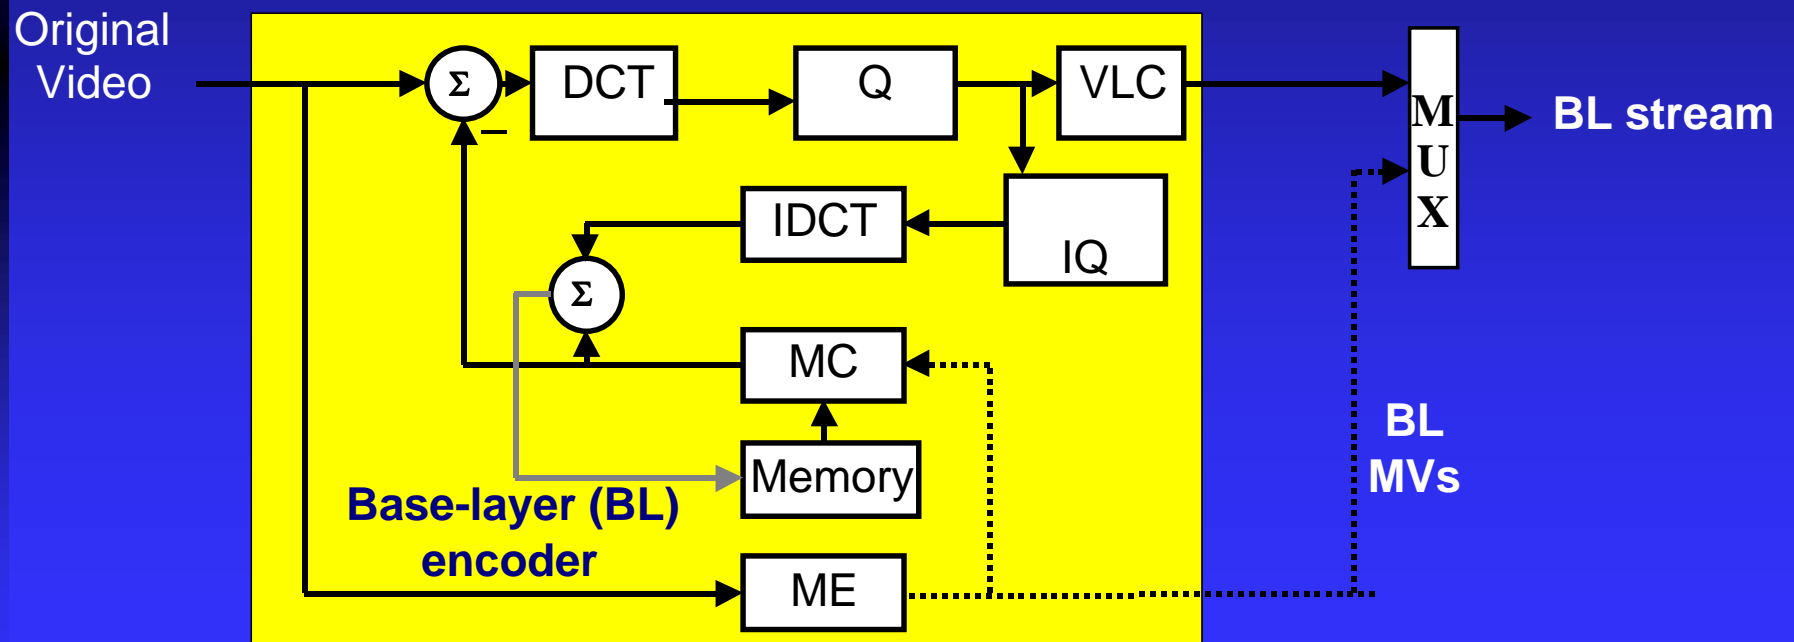 Original
Video
Σ
–
DCT
Q
VLC
M
U
X
BL stream
IDCT
IQ
Σ
MC
BL
MVs
Memory
Base-layer (BL)
encoder
ME